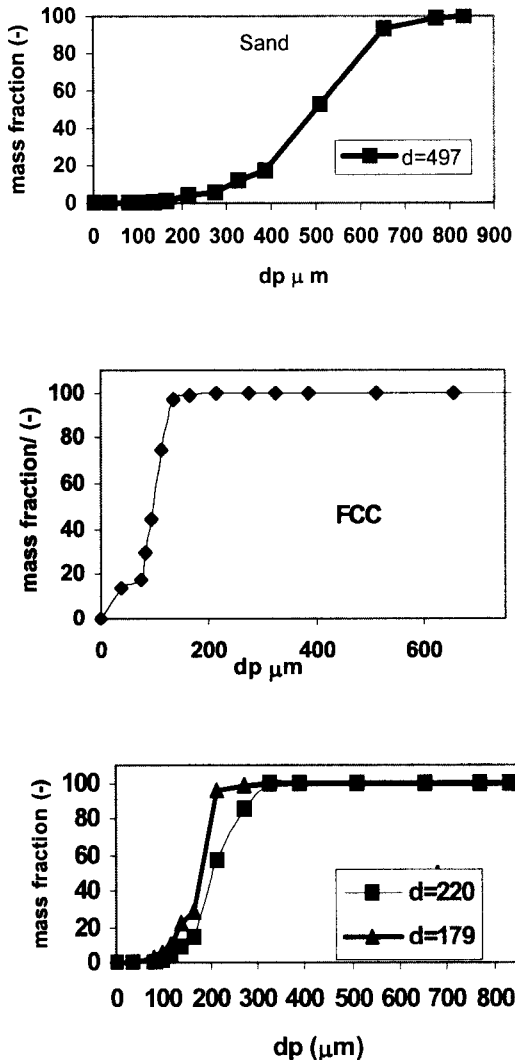 mass fraction (-)
100
80
60
40
20
0
Sand
d=497
0 100 200 300 400 500 600 700 800 900
dp μ m
mass fraction/ (-)
100
80
60
40
20
0
FCC
200 400 600
dp μm
mass fraction (-)
100
80
60
40
20
0
d=220
d=179
0 100 200 300 400 500 600 700 800
dp (μm)